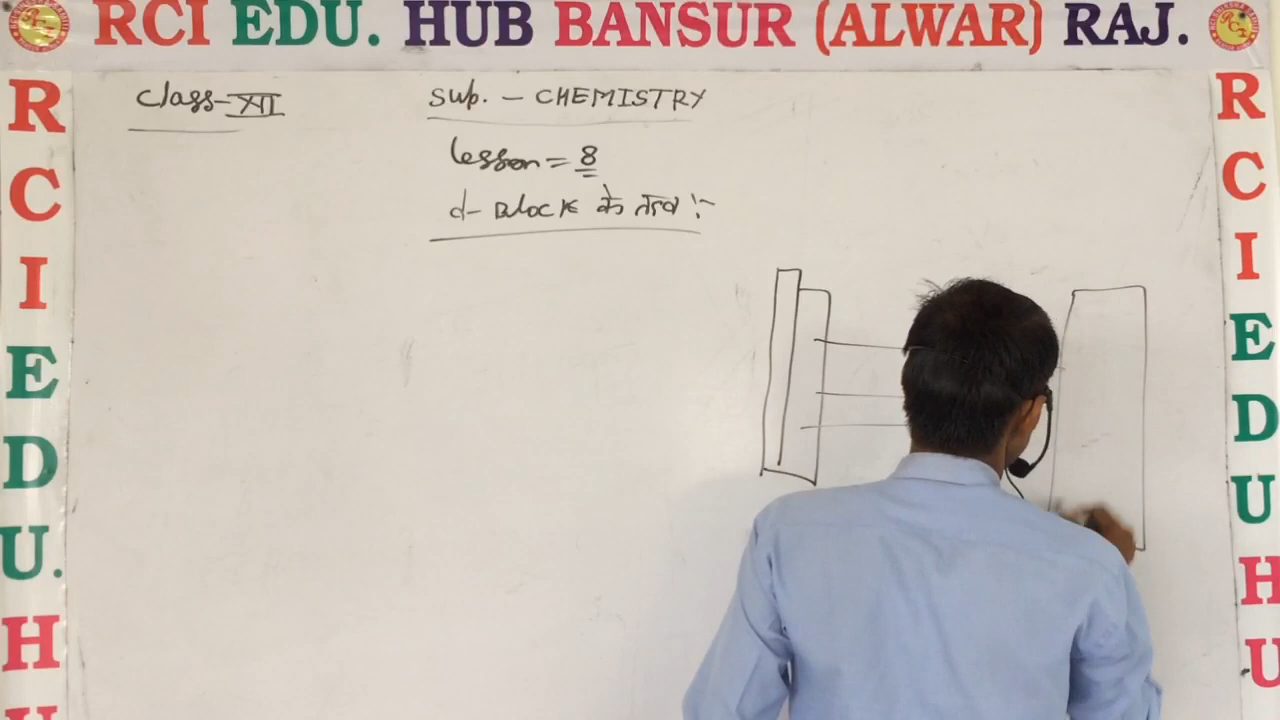 RCI EDU. HUB BANSUR (ALWAR) RAJ.
R
C
I
E
D
U.
H
Class-XII
Sub. - CHEMISTRY
lesson = 8
d-Block के तत्व :-
R
C
I
E
D
U
H
U